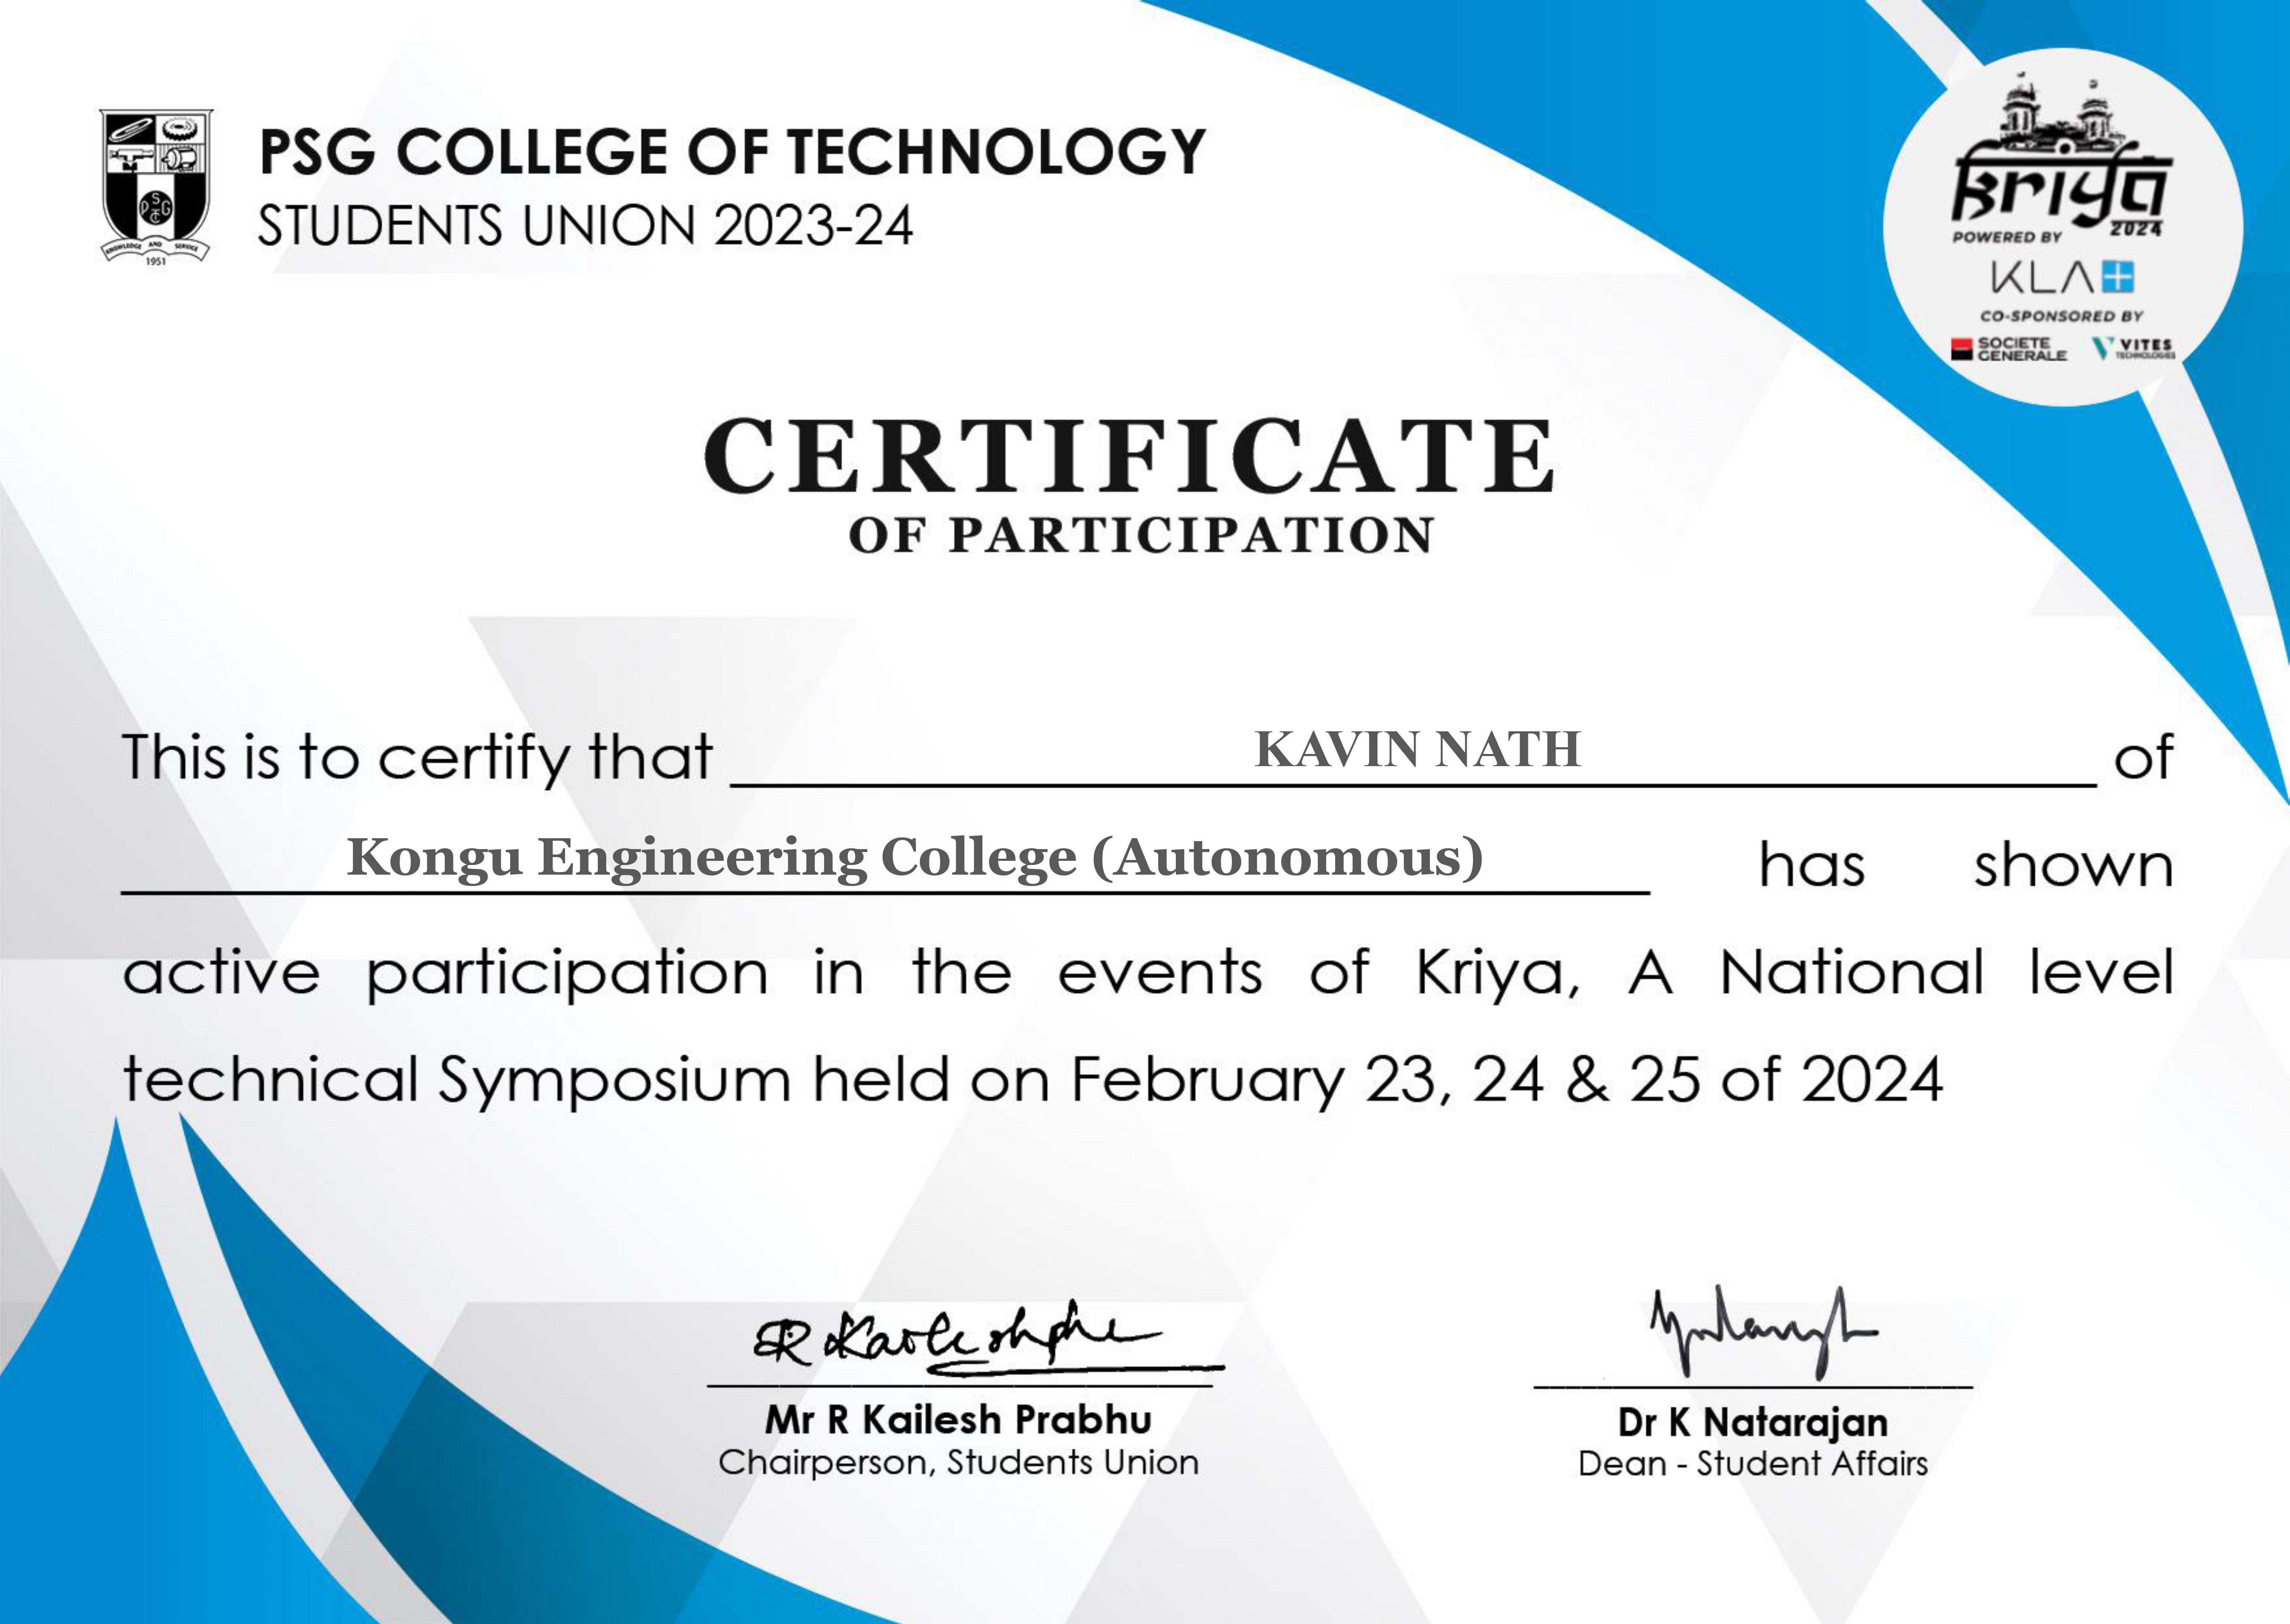 PSG COLLEGE OF TECHNOLOGY
STUDENTS UNION 2023-24
PSG
KNOWLEDGE AND SERVICE
1951
Kriya
2024
POWERED BY
KLA
CO-SPONSORED BY
SOCIETE GENERALE
VITES TECHNOLOGIES
CERTIFICATE
OF PARTICIPATION
This is to certify that KAVIN NATH of
Kongu Engineering College (Autonomous) has shown
active participation in the events of Kriya, A National level
technical Symposium held on February 23, 24 & 25 of 2024
Mr R Kailesh Prabhu
Chairperson, Students Union
Dr K Natarajan
Dean - Student Affairs